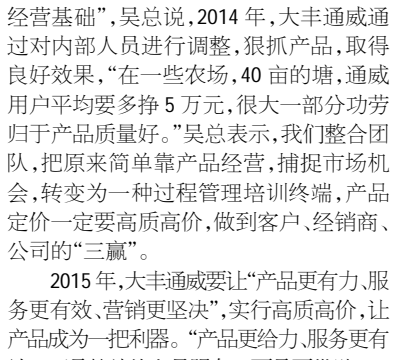 经营基础”,吴总说,2014 年,大丰通威通
过对内部人员进行调整,狠抓产品,取得
良好效果,“在一些农场,40 亩的塘,通威
用户平均要多挣 5 万元,很大一部分功劳
归于产品质量好。”吴总表示,我们整合团
队,把原来简单靠产品经营,捕捉市场机
会,转变为一种过程管理培训终端,产品
定价一定要高质高价,做到客户、经销商、
公司的“三赢”。
2015 年,大丰通威要让“产品更有力、服
务更有效、营销更坚决”,实行高质高价,让
产品成为一把利器。“产品更给力、服务更有